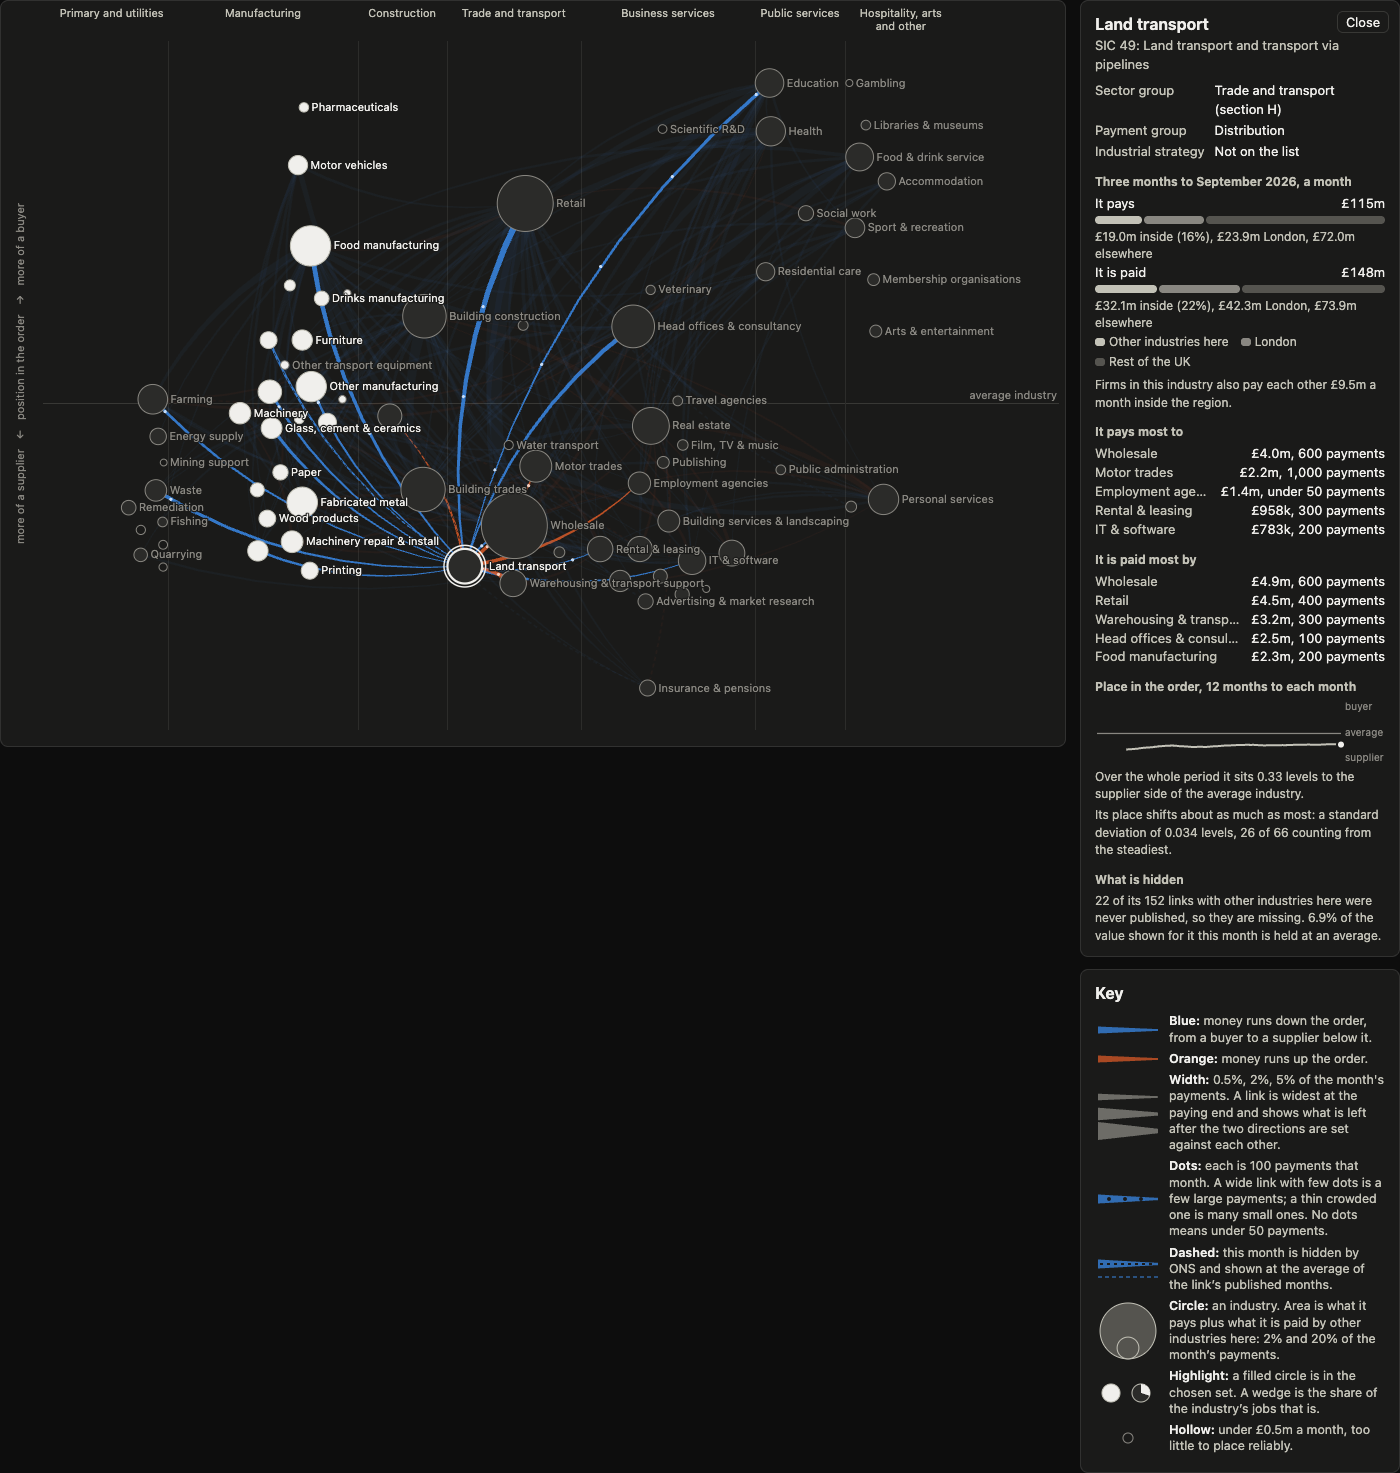 Primary and utilities
Manufacturing
Construction
Trade and transport
Business services
Public services
Hospitality, arts
and other
more of a supplier ← position in the order → more of a buyer
Pharmaceuticals
Motor vehicles
Food manufacturing
Drinks manufacturing
Furniture
Other transport equipment
Other manufacturing
Machinery
Glass, cement & ceramics
Paper
Fabricated metal
Wood products
Machinery repair & install
Printing
Farming
Energy supply
Mining support
Waste
Remediation
Fishing
Quarrying
Building construction
Building trades
Retail
Water transport
Motor trades
Wholesale
Land transport
Warehousing & transport support
Scientific R&D
Veterinary
Head offices & consultancy
Travel agencies
Real estate
Film, TV & music
Publishing
Employment agencies
Building services & landscaping
Rental & leasing
IT & software
Advertising & market research
Insurance & pensions
Education
Health
Social work
Residential care
Public administration
Gambling
Libraries & museums
Food & drink service
Accommodation
Sport & recreation
Membership organisations
Arts & entertainment
average industry
Personal services
Land transport
Close
SIC 49: Land transport and transport via
pipelines
Sector group Trade and transport
(section H)
Payment group Distribution
Industrial strategy Not on the list
Three months to September 2026, a month
It pays £115m
£19.0m inside (16%), £23.9m London, £72.0m
elsewhere
It is paid £148m
£32.1m inside (22%), £42.3m London, £73.9m
elsewhere
Other industries here London
Rest of the UK
Firms in this industry also pay each other £9.5m a
month inside the region.
It pays most to
Wholesale £4.0m, 600 payments
Motor trades £2.2m, 1,000 payments
Employment age... £1.4m, under 50 payments
Rental & leasing £958k, 300 payments
IT & software £783k, 200 payments
It is paid most by
Wholesale £4.9m, 600 payments
Retail £4.5m, 400 payments
Warehousing & transp... £3.2m, 300 payments
Head offices & consul... £2.5m, 100 payments
Food manufacturing £2.3m, 200 payments
Place in the order, 12 months to each month
buyer
average
supplier
Over the whole period it sits 0.33 levels to the
supplier side of the average industry.
Its place shifts about as much as most: a standard
deviation of 0.034 levels, 26 of 66 counting from
the steadiest.
What is hidden
22 of its 152 links with other industries here were
never published, so they are missing. 6.9% of the
value shown for it this month is held at an average.
Key
Blue: money runs down the order,
from a buyer to a supplier below it.
Orange: money runs up the order.
Width: 0.5%, 2%, 5% of the month's
payments. A link is widest at the
paying end and shows what is left
after the two directions are set
against each other.
Dots: each is 100 payments that
month. A wide link with few dots is a
few large payments; a thin crowded
one is many small ones. No dots
means under 50 payments.
Dashed: this month is hidden by
ONS and shown at the average of
the link's published months.
Circle: an industry. Area is what it
pays plus what it is paid by other
industries here: 2% and 20% of the
month's payments.
Highlight: a filled circle is in the
chosen set. A wedge is the share of
the industry's jobs that is.
Hollow: under £0.5m a month, too
little to place reliably.